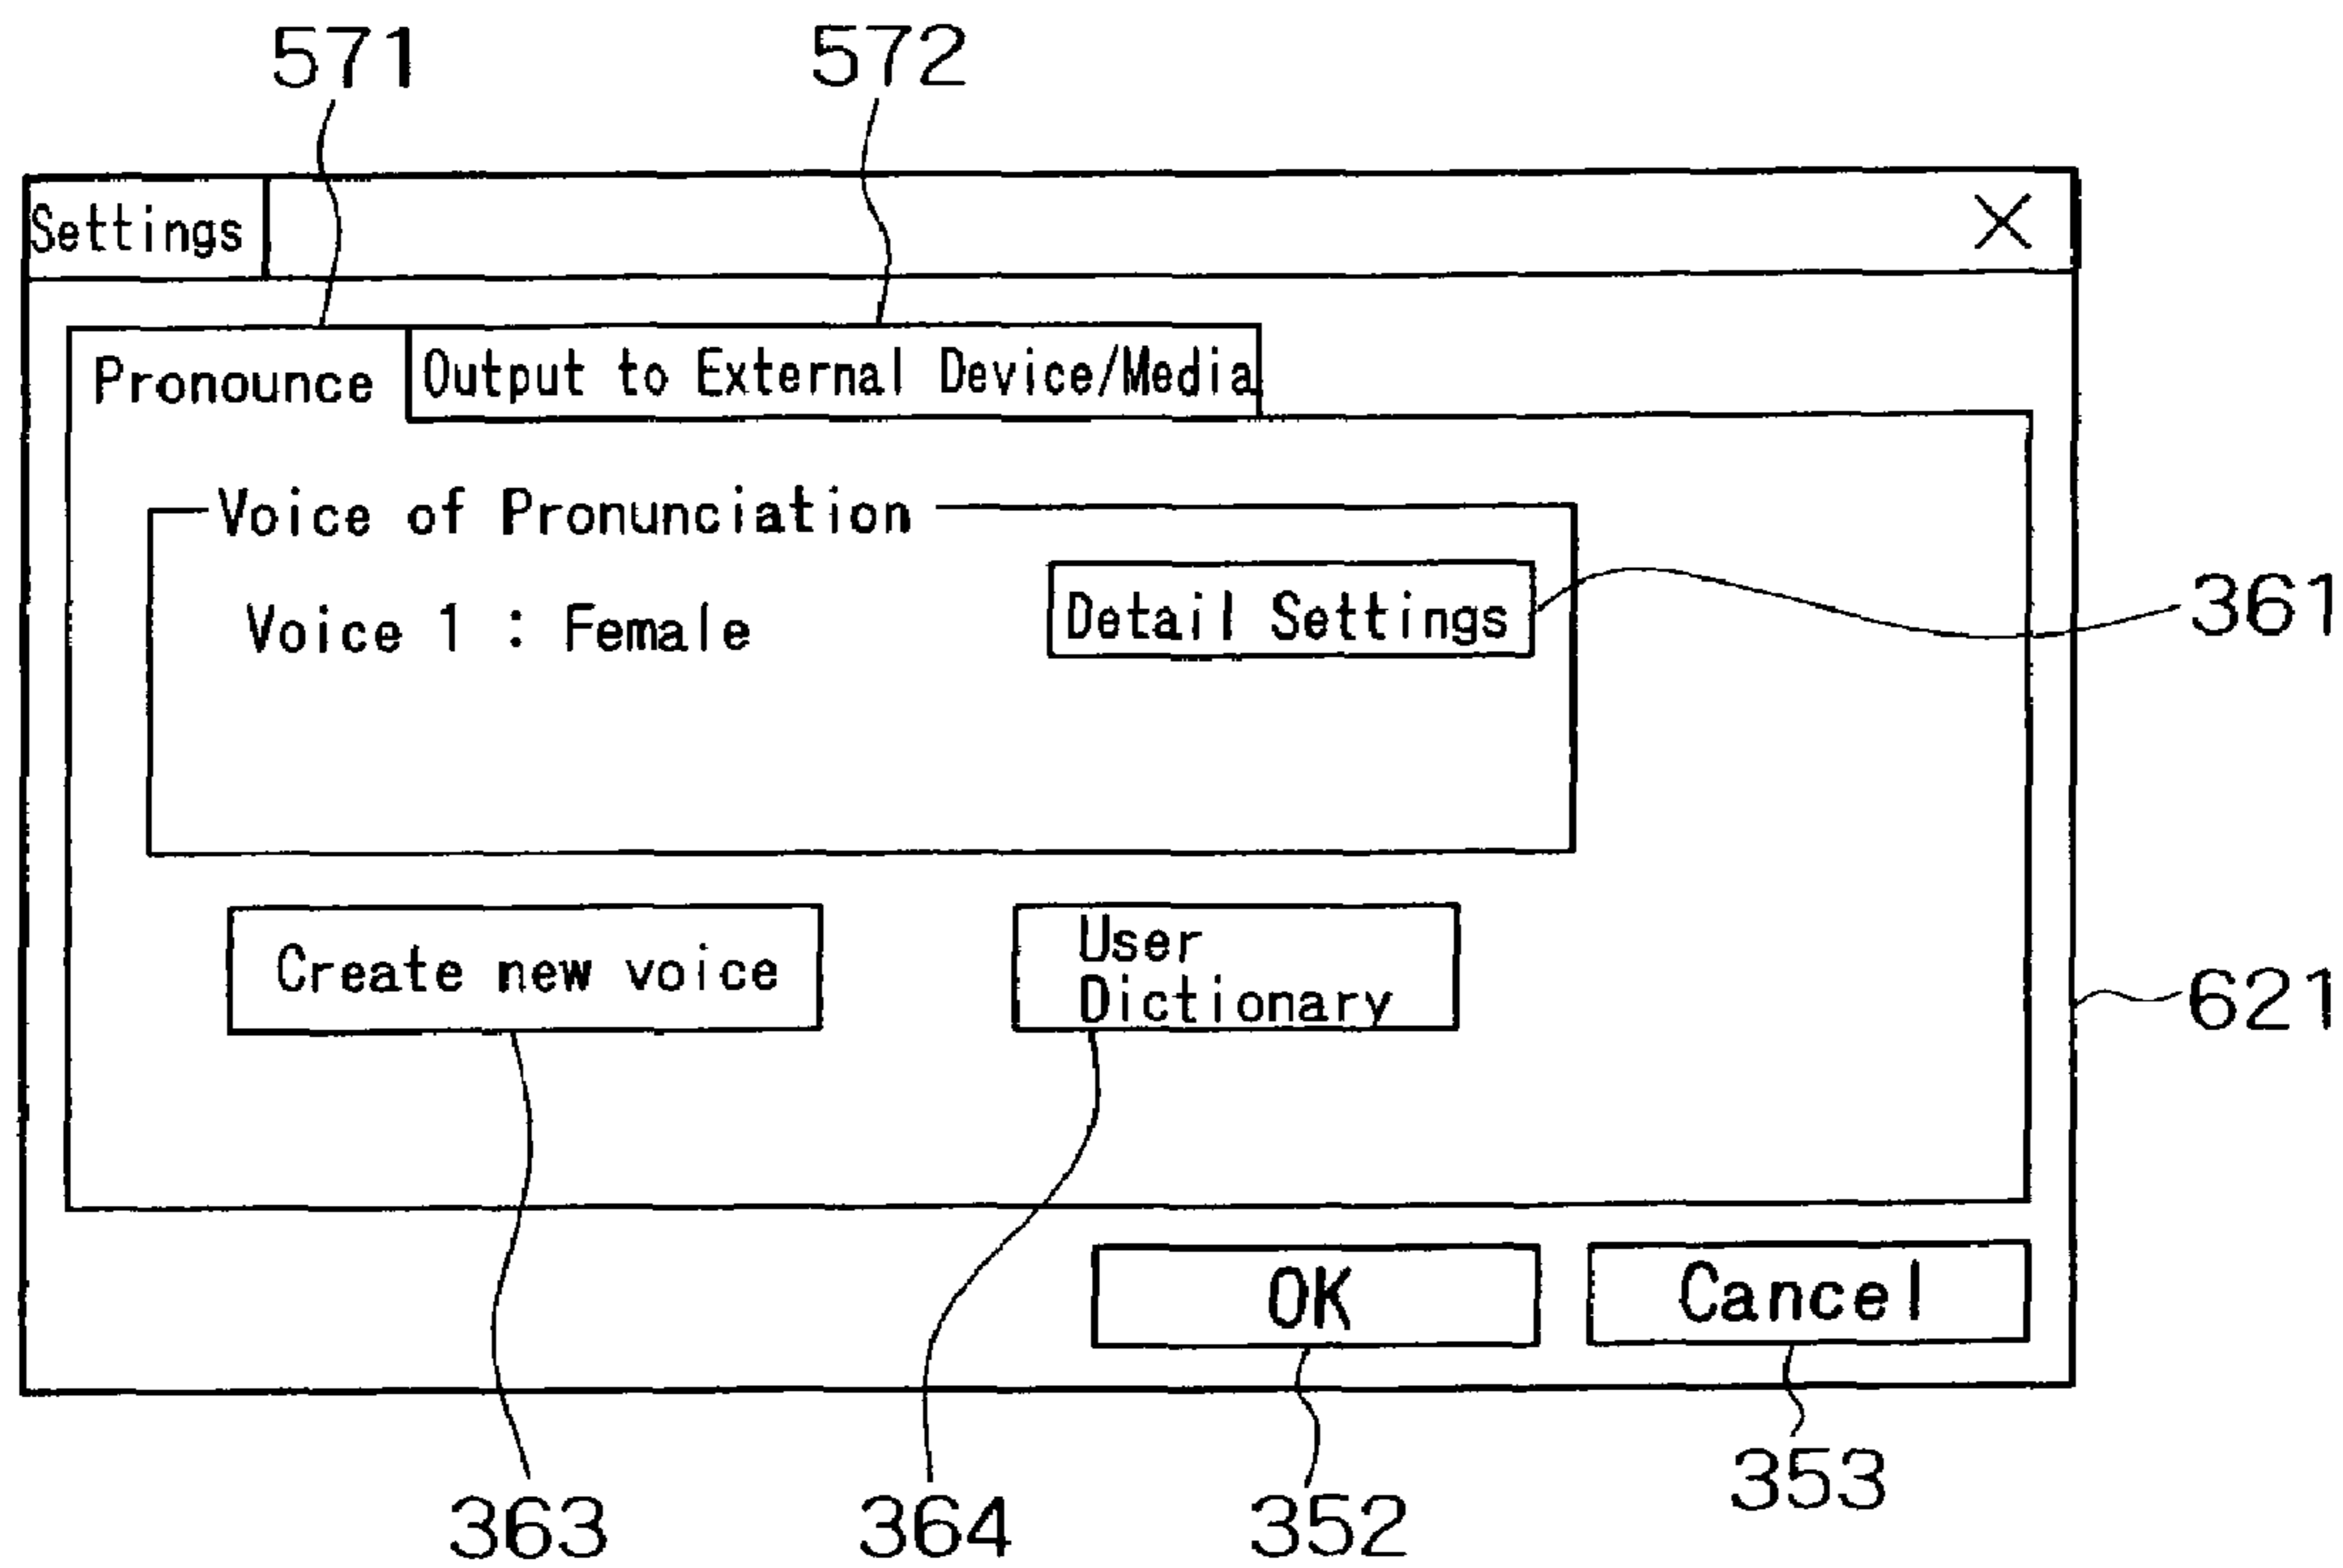 571 572
Settings ×
Pronounce Output to External Device/Media
Voice of Pronunciation
Voice 1 : Female Detail Settings
361
Create new voice User
Dictionary
621
OK Cancel
363 364 352 353